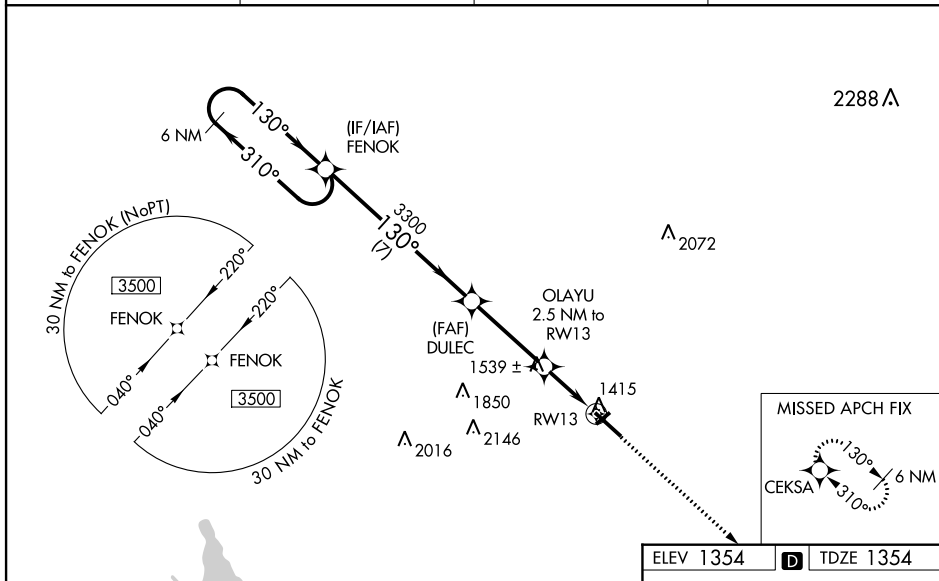 2288
130°
6 NM
310°
(IF/IAF)
FENOK
3300
130°
(7)
2072
30 NM to FENOK (NoPT)
3500
220°
FENOK
040°
220°
FENOK
3500
040°
30 NM to FENOK
(FAF)
DULEC
OLAYU
2.5 NM to
RW13
1539 ±
1850
1415
RW13
2016
2146
MISSED APCH FIX
130°
CEKSA
6 NM
310°
ELEV 1354
D
TDZE 1354